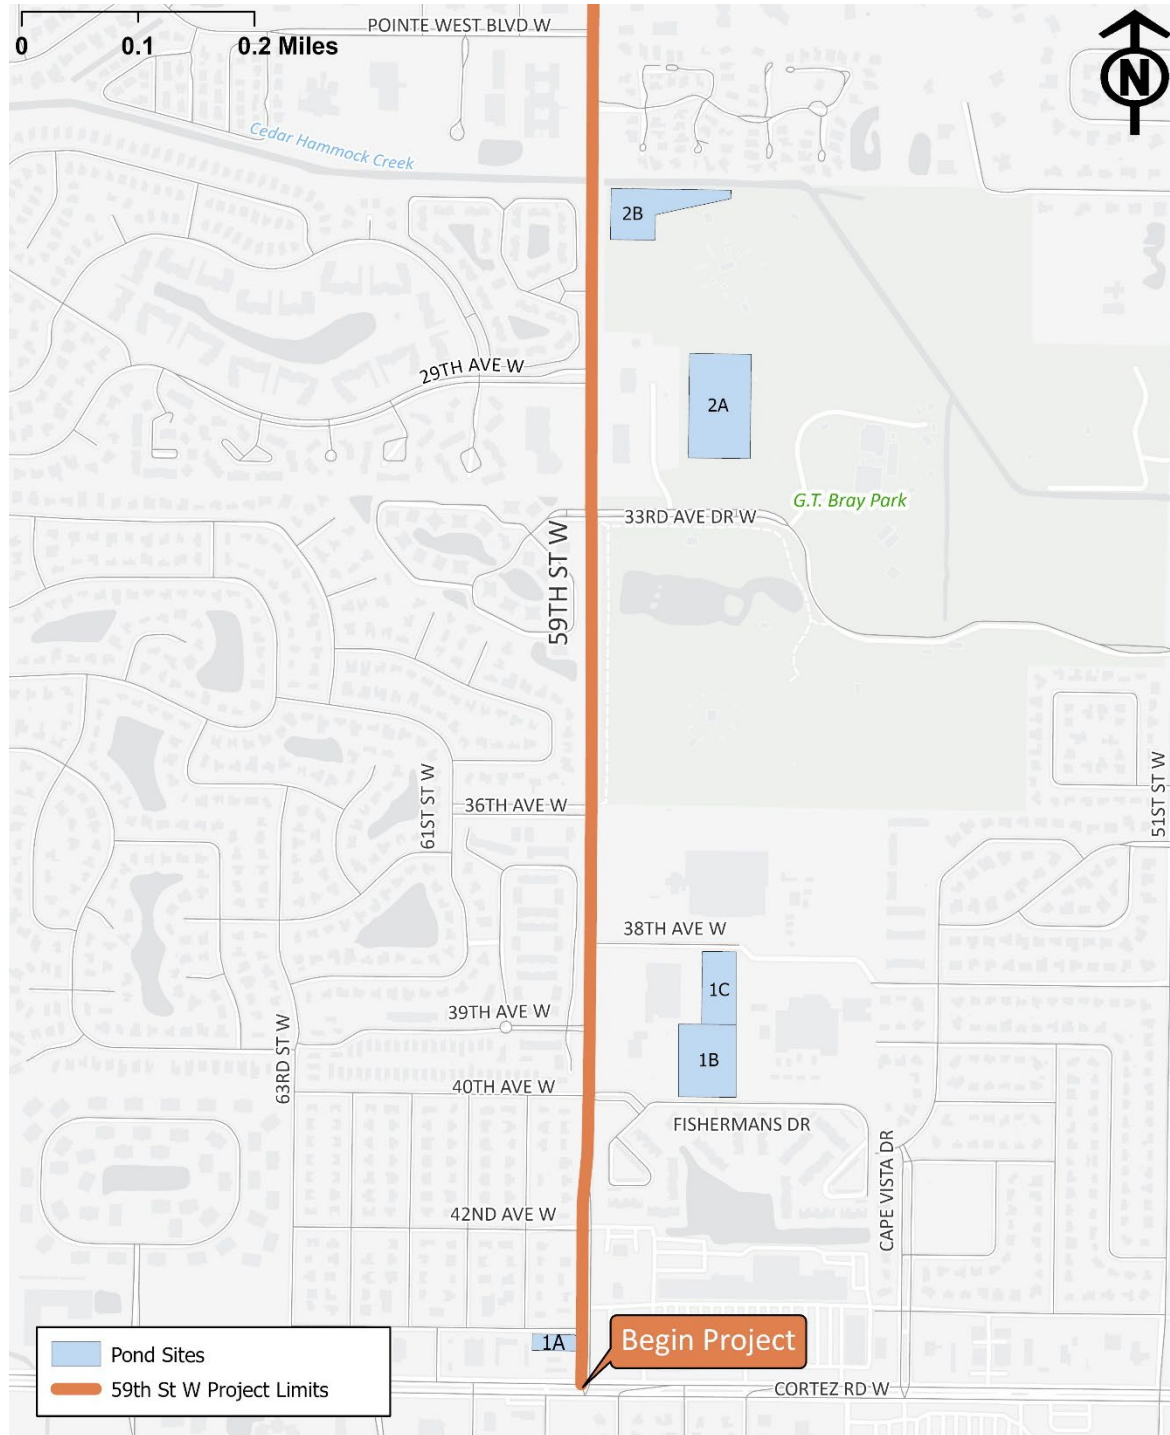 POINTE WEST BLVD W
0 0.1 0.2 Miles
N
Cedar Hammock Creek
2B
29TH AVE W
2A
G.T. Bray Park
33RD AVE DR W
59TH ST W
61ST ST W
36TH AVE W
51ST ST W
38TH AVE W
1C
39TH AVE W
63RD ST W
1B
40TH AVE W
FISHERMANS DR
CAPE VISTA DR
42ND AVE W
1A
Begin Project
Pond Sites
59th St W Project Limits
CORTEZ RD W